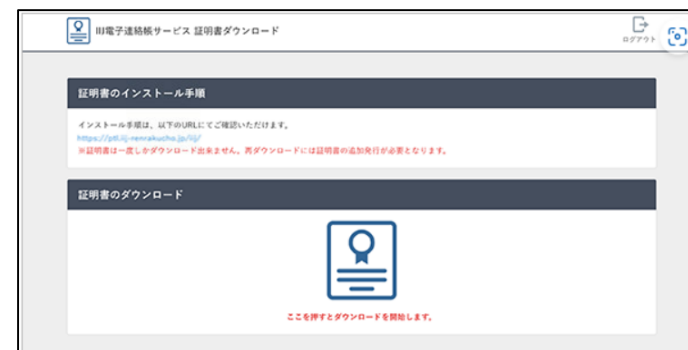 IIJ電子連絡帳サービス 証明書ダウンロード
ログアウト
証明書のインストール手順
インストール手順は、以下のURLにてご確認いただけます。
https://ptl.iij-renrakucho.jp/iij/
※証明書は一度しかダウンロード出来ません。再ダウンロードには証明書の追加発行が必要となります。
証明書のダウンロード
ここを押すとダウンロードを開始します。